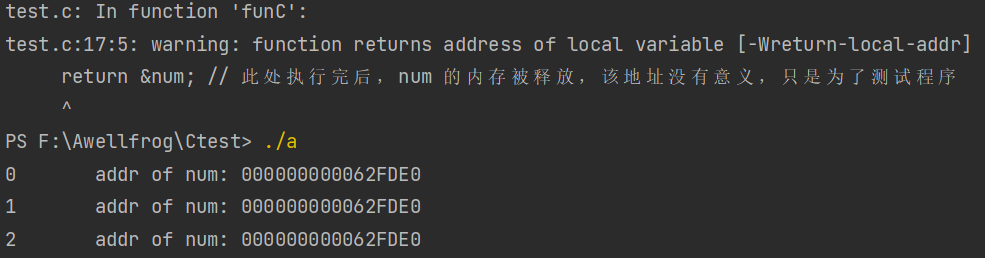 test.c: In function 'funC':
test.c:17:5: warning: function returns address of local variable [-Wreturn-local-addr]
     return &num; // 此处执行完后，num 的内存被释放，该地址没有意义，只是为了测试程序
     ^
PS F:\Awellfrog\Ctest> ./a
0       addr of num: 000000000062FDE0
1       addr of num: 000000000062FDE0
2       addr of num: 000000000062FDE0